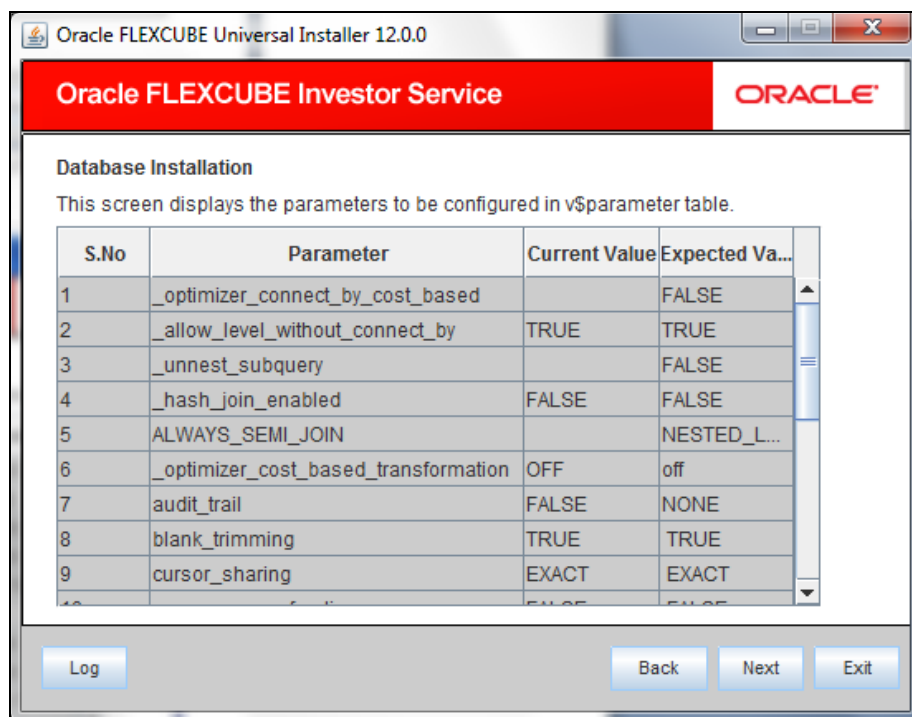 Oracle FLEXCUBE Universal Installer 12.0.0
Oracle FLEXCUBE Investor Service
ORACLE
Database Installation
This screen displays the parameters to be configured in v$parameter table.
S.No Parameter Current Value Expected Va...
1 _optimizer_connect_by_cost_based FALSE
2 _allow_level_without_connect_by TRUE TRUE
3 _unnest_subquery FALSE
4 _hash_join_enabled FALSE FALSE
5 ALWAYS_SEMI_JOIN NESTED_L...
6 _optimizer_cost_based_transformation OFF off
7 audit_trail FALSE NONE
8 blank_trimming TRUE TRUE
9 cursor_sharing EXACT EXACT
Log Back Next Exit